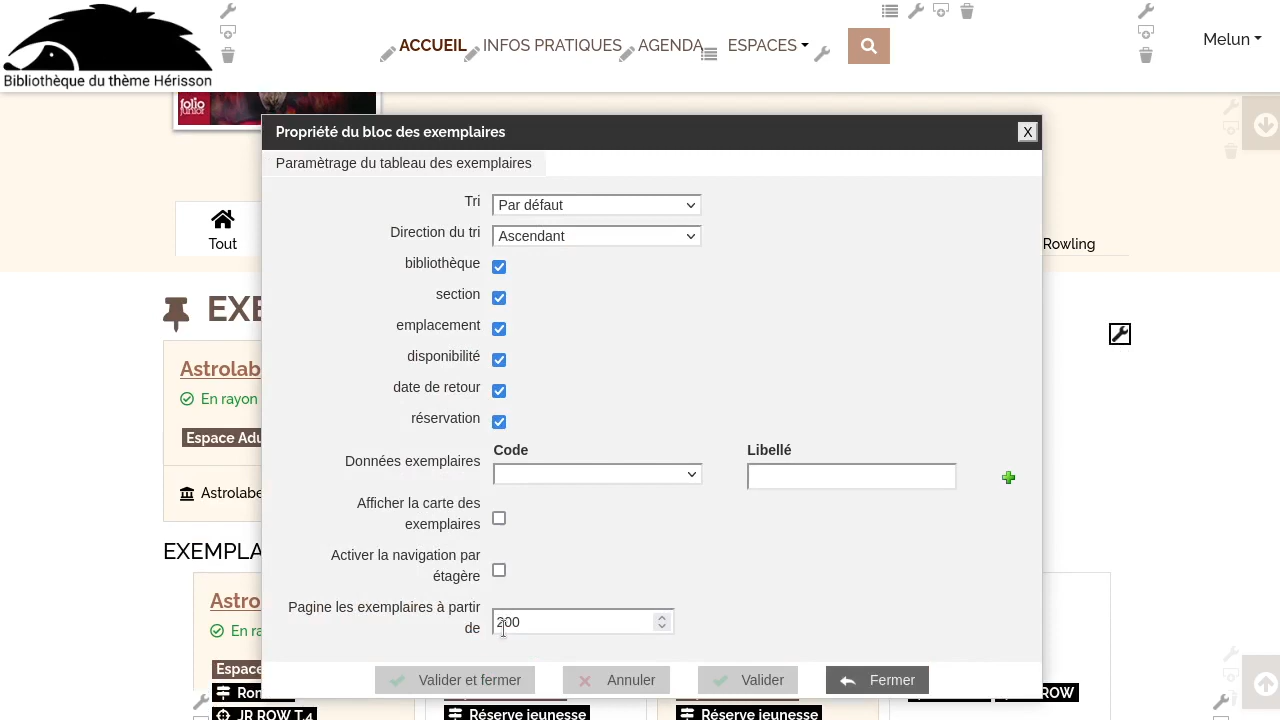 ACCUEIL INFOS PRATIQUES AGENDA ESPACES
Melun
Bibliothèque du thème Hérisson
folio
junior
Propriété du bloc des exemplaires
X
Paramètrage du tableau des exemplaires
Tri Par défaut
Direction du tri Ascendant
bibliothèque
section
emplacement
disponibilité
date de retour
réservation
Code Libellé
Données exemplaires
Afficher la carte des
exemplaires
Activer la navigation par
étagère
Pagine les exemplaires à partir
de
200
Valider et fermer Annuler Valider Fermer
Tout
Rowling
EXE
Astrolab
En rayon
Espace Adu
Astrolabe
EXEMPLA
Astro
En ra
Espace
Ron
ROW
JR ROW T.4
Réserve jeunesse
Réserve jeunesse